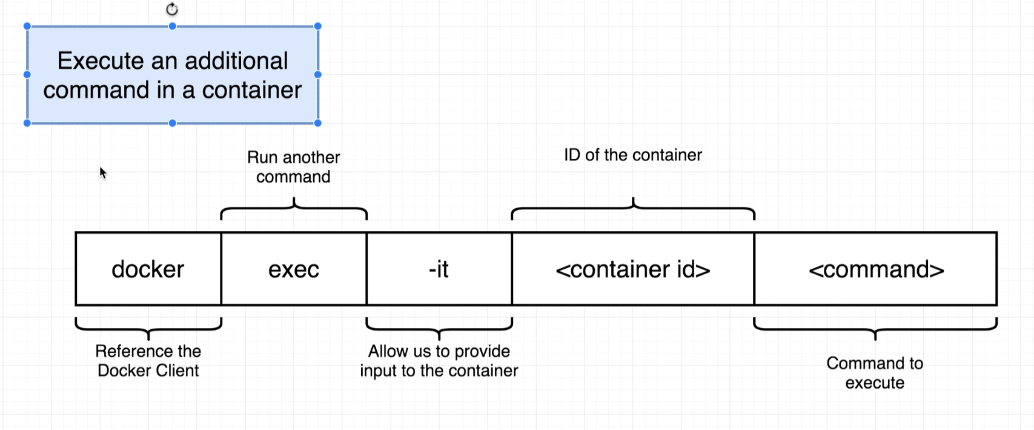 Execute an additional
command in a container
Run another
command
ID of the container
docker
exec
-it
<container id>
<command>
Reference the
Docker Client
Allow us to provide
input to the container
Command to
execute